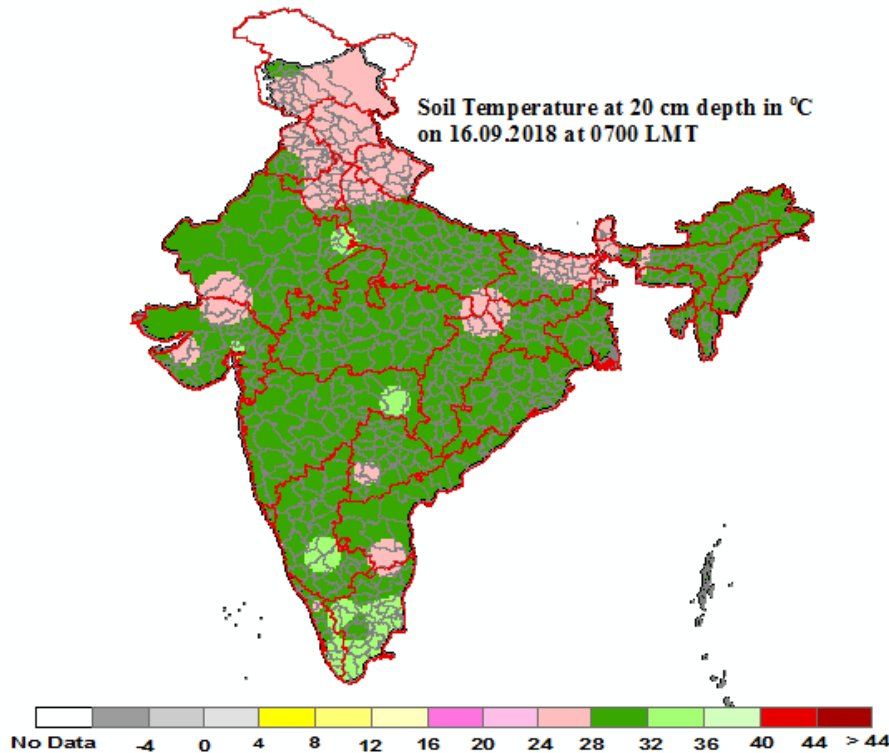 Soil Temperature at 20 cm depth in ⁰C
on 16.09.2018 at 0700 LMT
No Data -4 0 4 8 12 16 20 24 28 32 36 40 44 > 44